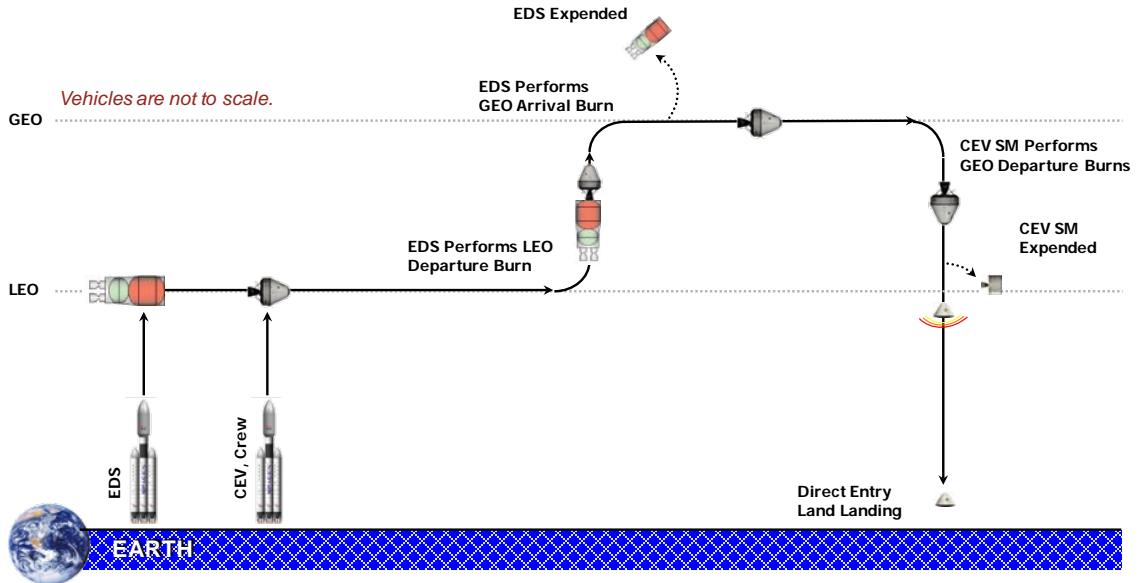 EDS Expended
EDS Performs
GEO Arrival Burn
Vehicles are not to scale.
GEO
CEV SM Performs
GEO Departure Burns
CEV SM
Expended
EDS Performs LEO
Departure Burn
LEO
EDS
CEV, Crew
Direct Entry
Land Landing
EARTH